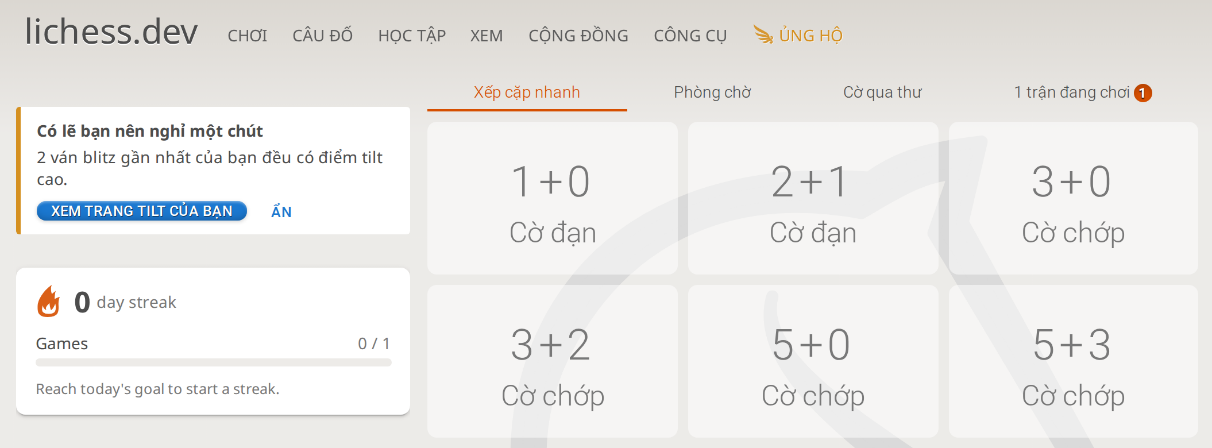 lichess.dev CHƠI CÂU ĐỐ HỌC TẬP XEM CỘNG ĐỒNG CÔNG CỤ ỦNG HỘ
Xếp cặp nhanh Phòng chờ Cờ qua thư 1 trận đang chơi 1
Có lẽ bạn nên nghỉ một chút
2 ván blitz gần nhất của bạn đều có điểm tilt
cao.
XEM TRANG TILT CỦA BẠN ẨN
0 day streak
Games 0 / 1
Reach today's goal to start a streak.
1+0
Cờ đạn
2+1
Cờ đạn
3+0
Cờ chớp
3+2
Cờ chớp
5+0
Cờ chớp
5+3
Cờ chớp